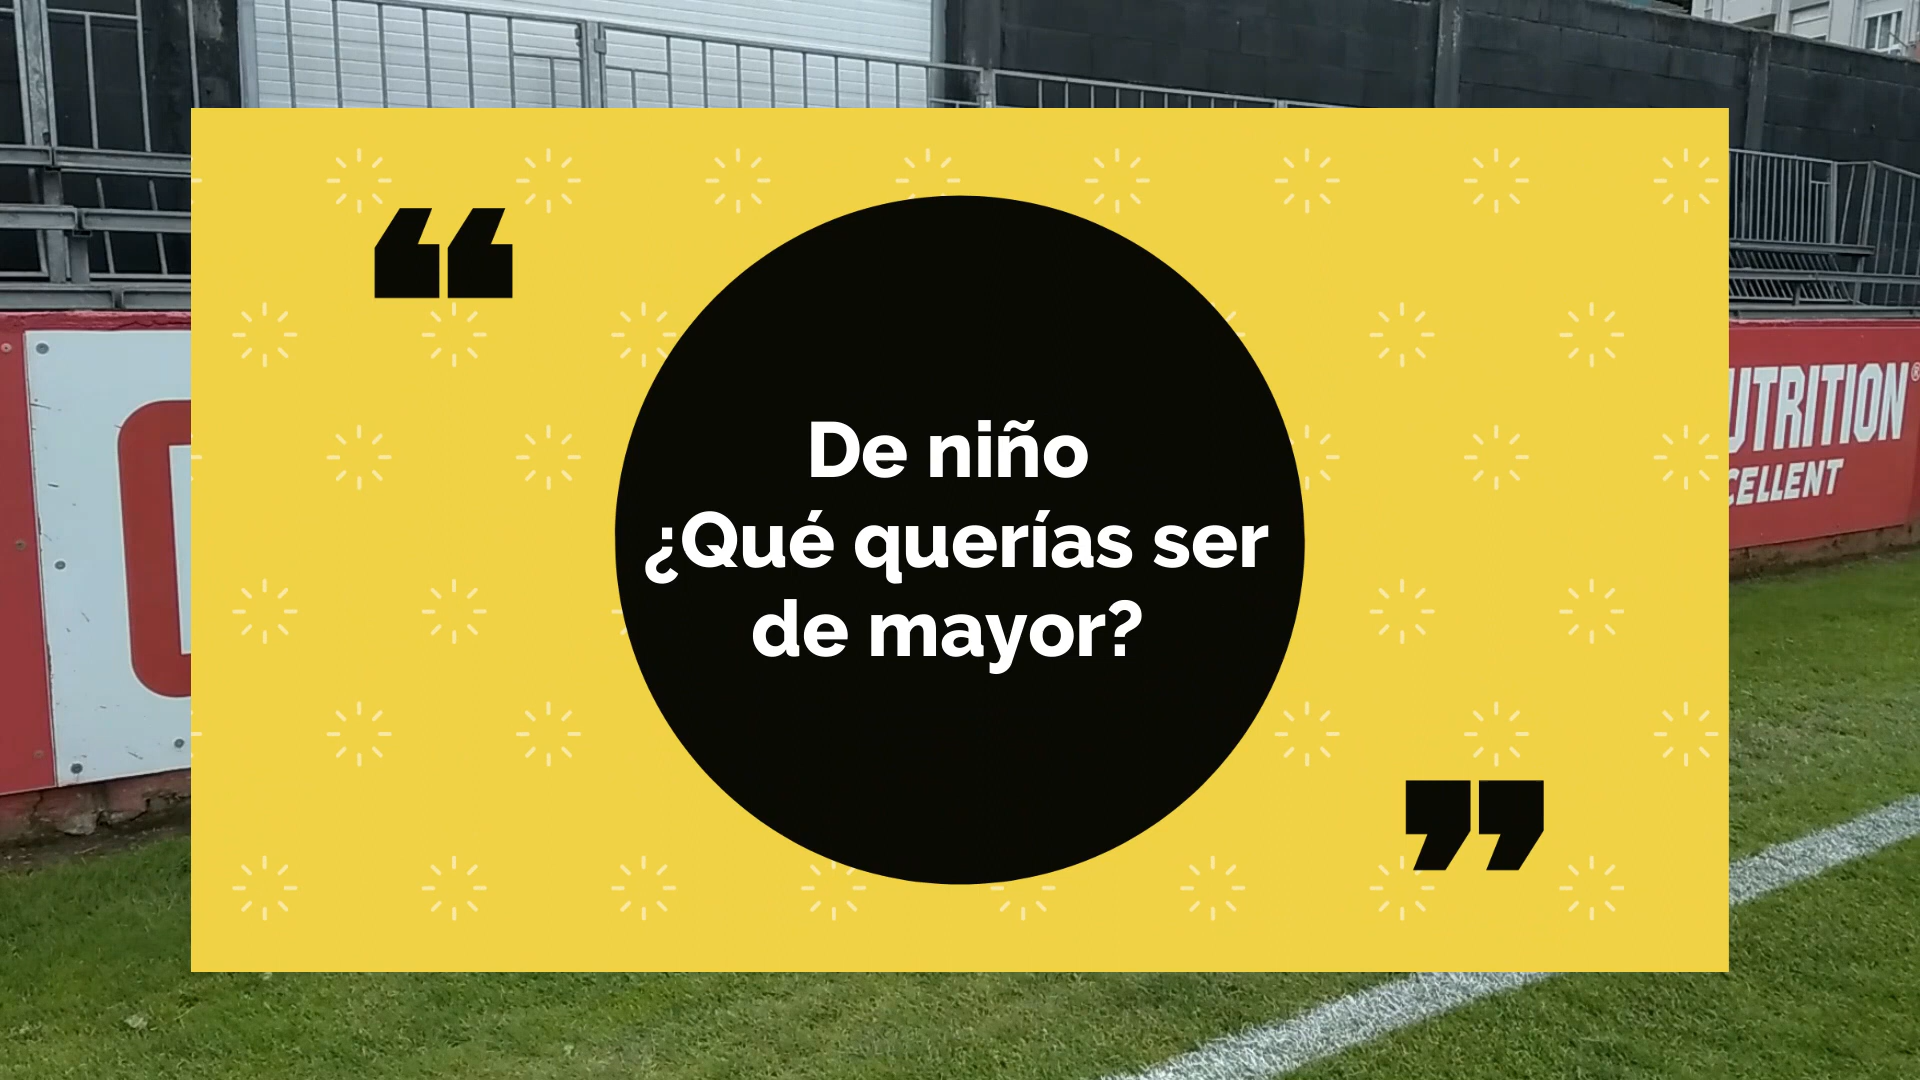 “
De niño
¿Qué querías ser
de mayor?
”
UTRITION®
CELLENT